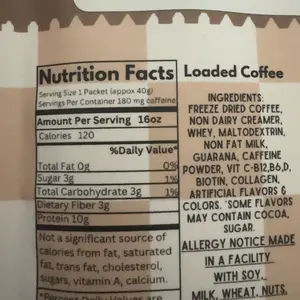 Nutrition Facts
Serving Size 1 Packet (appox 40g)
Servings Per Container 180 mg caffeine
Amount Per Serving 16oz
Calories 120
%Daily Value*
Total Fat 0g 0%
Sugar 3g 1%
Total Carbohydrate 3g 1%
Dietary Fiber 3g
Protein 10g
Not a significant source of
calories from fat, saturated
fat, trans fat, cholesterol,
sugars, vitamin A, calcium.
*Percent Daily Values are
Loaded Coffee
INGREDIENTS:
FREEZE DRIED COFFEE,
NON DAIRY CREAMER,
WHEY, MALTODEXTRIN,
NON FAT MILK,
GUARANA, CAFFEINE
POWDER, VIT C-B12,B6,D,
BIOTIN, COLLAGEN,
ARTIFICIAL FLAVORS &
COLORS. *SOME FLAVORS
MAY CONTAIN COCOA,
SUGAR.
ALLERGY NOTICE MADE
IN A FACILITY
WITH SOY,
MILK, WHEAT, NUTS.